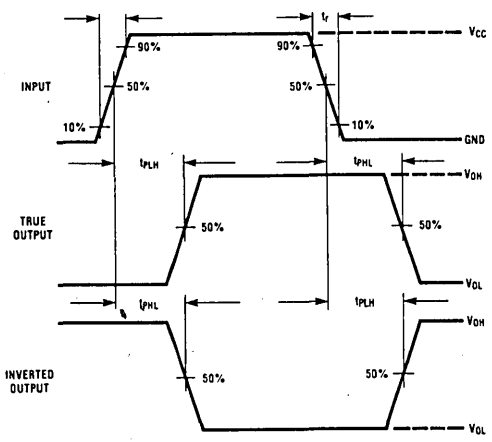 tr
90%
90%
VCC
INPUT
50%
50%
10%
10%
GND
tPLH
tPHL
VOH
TRUE
OUTPUT
50%
50%
VOL
tPHL
tPLH
VOH
INVERTED
OUTPUT
50%
50%
VOL